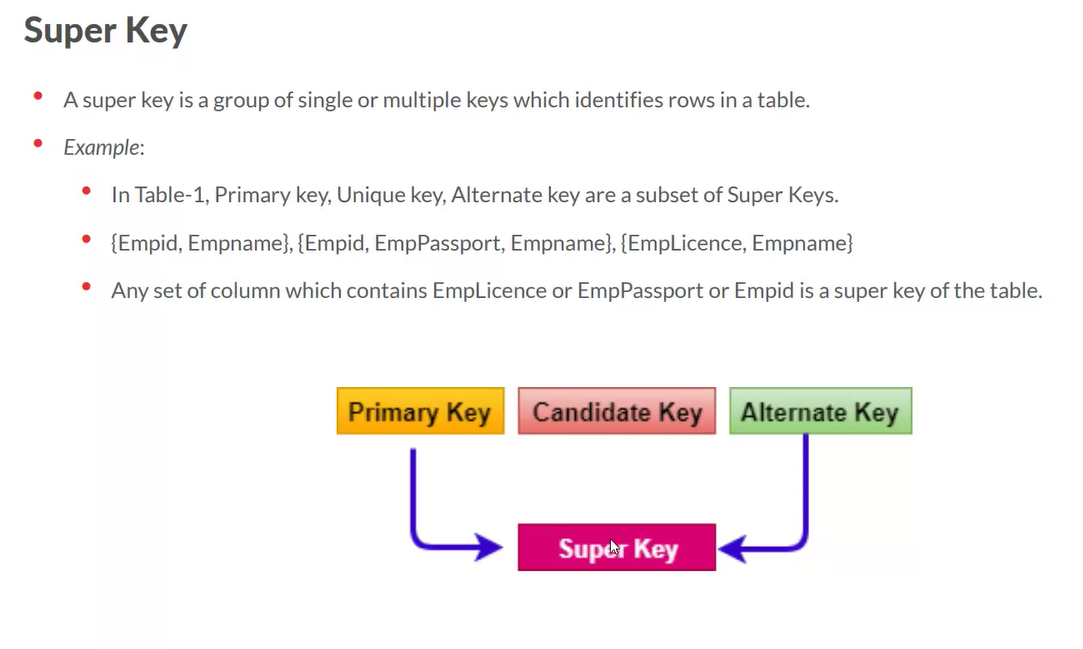 Super Key
A super key is a group of single or multiple keys which identifies rows in a table.
Example:
In Table-1, Primary key, Unique key, Alternate key are a subset of Super Keys.
{Empid, Empname}, {Empid, EmpPassport, Empname}, {EmpLicence, Empname}
Any set of column which contains EmpLicence or EmpPassport or Empid is a super key of the table.
Primary Key Candidate Key Alternate Key
Super Key